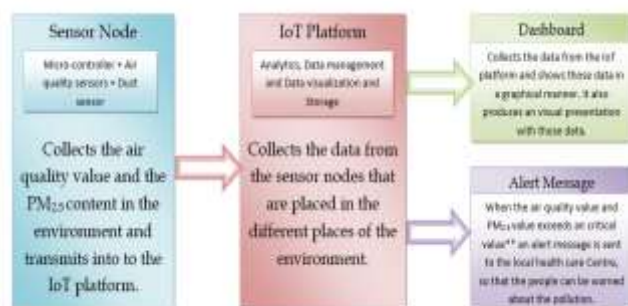 Sensor Node
Micro-controller + Air
quality sensors + Dust
sensor
Collects the air
quality value and the
PM2.5 content in the
environment and
transmits into to the
IoT platform.
IoT Platform
Analytics, Data management
and Data visualization and
Storage
Collects the data from
the sensor nodes that
are placed in the
different places of the
environment.
Dashboard
Collects the data from the IoT
platform and shows those data
in a graphical manner. It also
produces an visual presentation
with those data.
Alert Message
When the air quality value and
PM2.5 value exceeds an critical
value** an alert message is sent
to the local health care Centre,
so that the people can be warned
about the pollution.